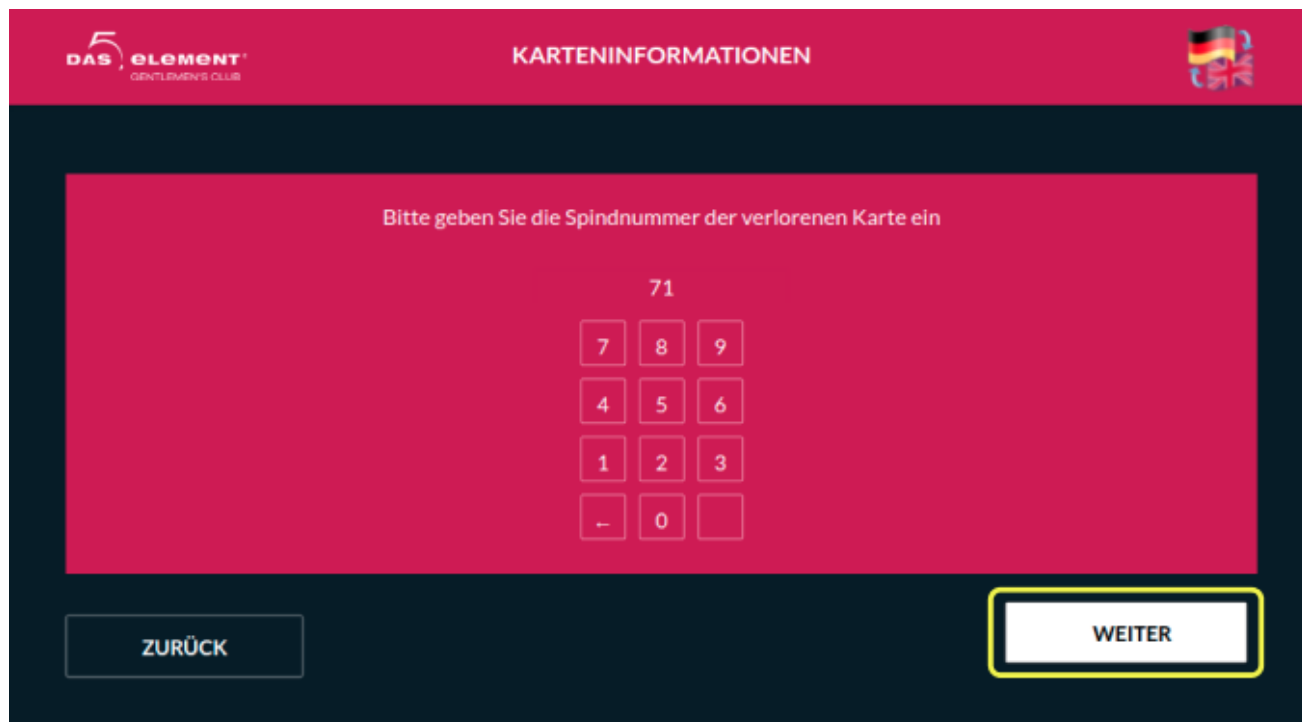 DAS 5 ELEMENT
GENTLEMEN'S CLUB
KARTENINFORMATIONEN
Bitte geben Sie die Spindnummer der verlorenen Karte ein
71
7 8 9
4 5 6
1 2 3
← 0
ZURÜCK
WEITER